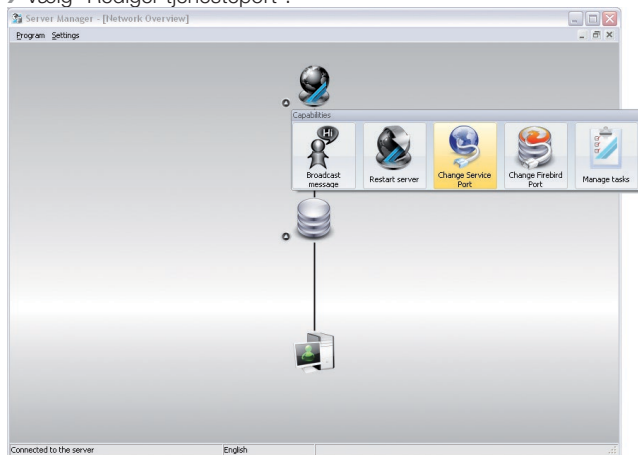 Vælg "Rediger tjenesteport".
Server Manager - [Network Overview]
Program Settings
Capabilities
Hi
Broadcast message
Restart server
Change Service Port
Change Firebird Port
Manage tasks
Connected to the server
English